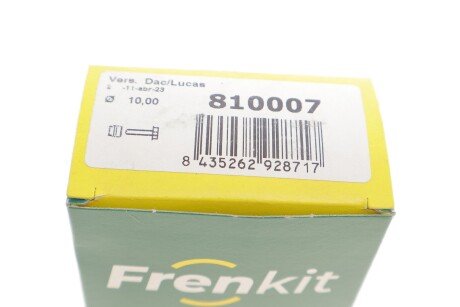 Vers. Dac/Lucas
-11-abr-23
Ø 10,00 810007
8 435262 928717
Frenkit